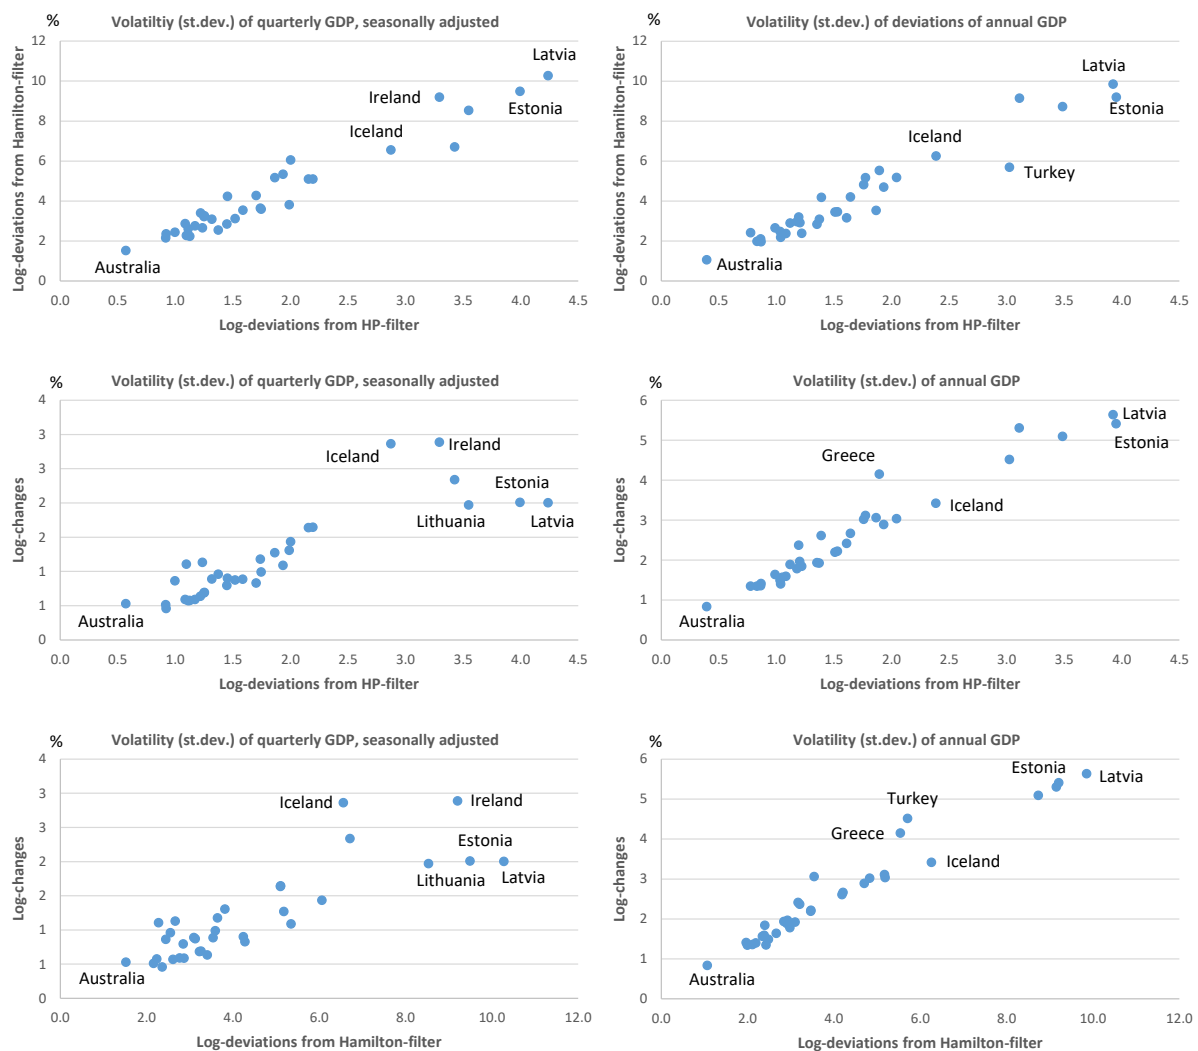 %
Volatiltiy (st.dev.) of quarterly GDP, seasonally adjusted
Log-deviations from Hamilton-filter
12
10
8
6
4
2
0
Latvia
Ireland
Estonia
Iceland
Australia
0.0 0.5 1.0 1.5 2.0 2.5 3.0 3.5 4.0 4.5
Log-deviations from HP-filter
%
Volatility (st.dev.) of deviations of annual GDP
Log-deviations from Hamilton-filter
12
10
8
6
4
2
0
Latvia
Estonia
Iceland
Turkey
Australia
0.0 0.5 1.0 1.5 2.0 2.5 3.0 3.5 4.0 4.5
Log-deviations from HP-filter
%
Volatility (st.dev.) of quarterly GDP, seasonally adjusted
Log-changes
4
3
3
2
2
1
1
0
Ireland
Iceland
Estonia
Lithuania
Latvia
Australia
0.0 0.5 1.0 1.5 2.0 2.5 3.0 3.5 4.0 4.5
Log-deviations from HP-filter
%
Volatility (st.dev.) of annual GDP
Log-changes
6
5
4
3
2
1
0
Latvia
Estonia
Greece
Iceland
Australia
0.0 0.5 1.0 1.5 2.0 2.5 3.0 3.5 4.0 4.5
Log-deviations from HP-filter
%
Volatility (st.dev.) of quarterly GDP, seasonally adjusted
Log-changes
4
3
3
2
2
1
1
0
Iceland
Ireland
Estonia
Lithuania
Latvia
Australia
0.0 2.0 4.0 6.0 8.0 10.0 12.0
Log-deviations from Hamilton-filter
%
Volatility (st.dev.) of annual GDP
Log-changes
6
5
4
3
2
1
0
Estonia
Latvia
Turkey
Greece
Iceland
Australia
0.0 2.0 4.0 6.0 8.0 10.0 12.0
Log-deviations from Hamilton-filter